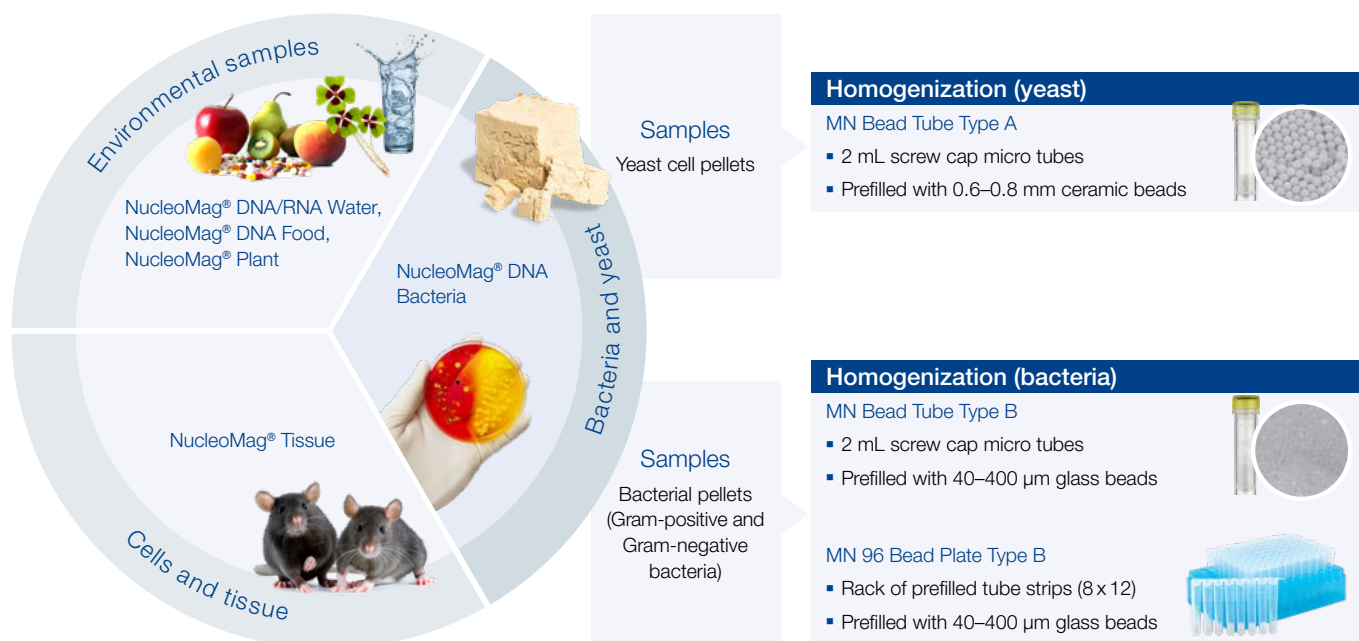 Environmental samples
NucleoMag® DNA/RNA Water,
NucleoMag® DNA Food,
NucleoMag® Plant
NucleoMag® DNA
Bacteria
Bacteria and yeast
NucleoMag® Tissue
Cells and tissue
Samples
Yeast cell pellets
Homogenization (yeast)
MN Bead Tube Type A
▪ 2 mL screw cap micro tubes
▪ Prefilled with 0.6–0.8 mm ceramic beads
Samples
Bacterial pellets
(Gram-positive and
Gram-negative
bacteria)
Homogenization (bacteria)
MN Bead Tube Type B
▪ 2 mL screw cap micro tubes
▪ Prefilled with 40–400 μm glass beads
MN 96 Bead Plate Type B
▪ Rack of prefilled tube strips (8 x 12)
▪ Prefilled with 40–400 μm glass beads